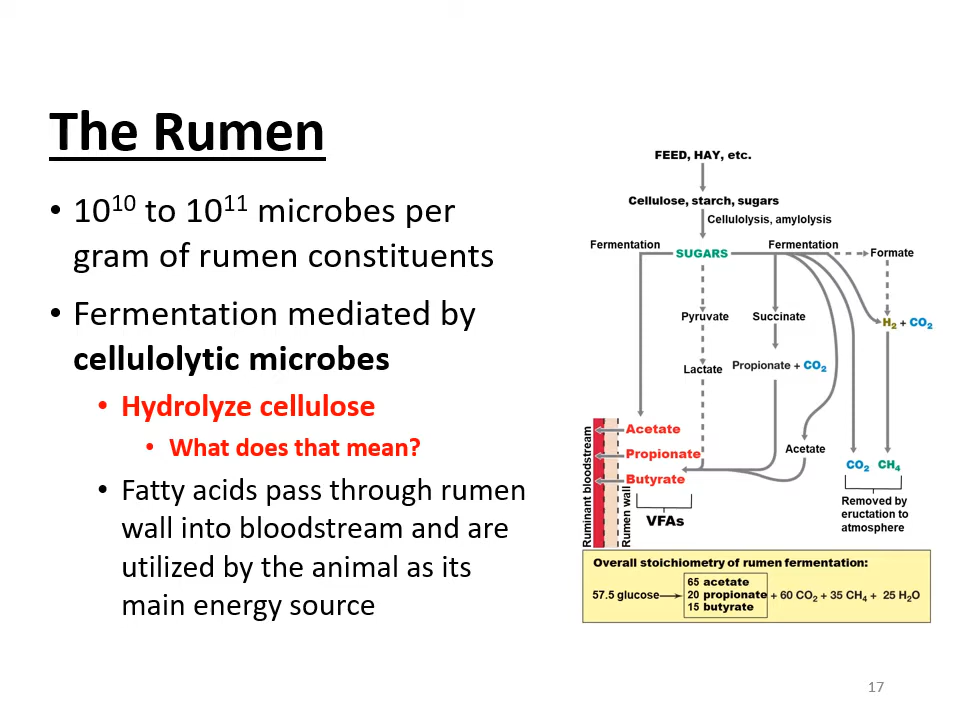 The Rumen
• 10¹⁰ to 10¹¹ microbes per
gram of rumen constituents
• Fermentation mediated by
cellulolytic microbes
• Hydrolyze cellulose
• What does that mean?
• Fatty acids pass through rumen
wall into bloodstream and are
utilized by the animal as its
main energy source
FEED, HAY, etc.
Cellulose, starch, sugars
Cellulolysis, amylolysis
Fermentation
SUGARS
Fermentation
Formate
Pyruvate
Succinate
H₂ + CO₂
Lactate
Propionate + CO₂
Acetate
Propionate
Butyrate
Acetate
CO₂ CH₄
Ruminant bloodstream
Rumen wall
VFAs
Removed by
eructation to
atmosphere
Overall stoichiometry of rumen fermentation:
57.5 glucose
65 acetate
20 propionate
15 butyrate
+ 60 CO₂ + 35 CH₄ + 25 H₂O
17